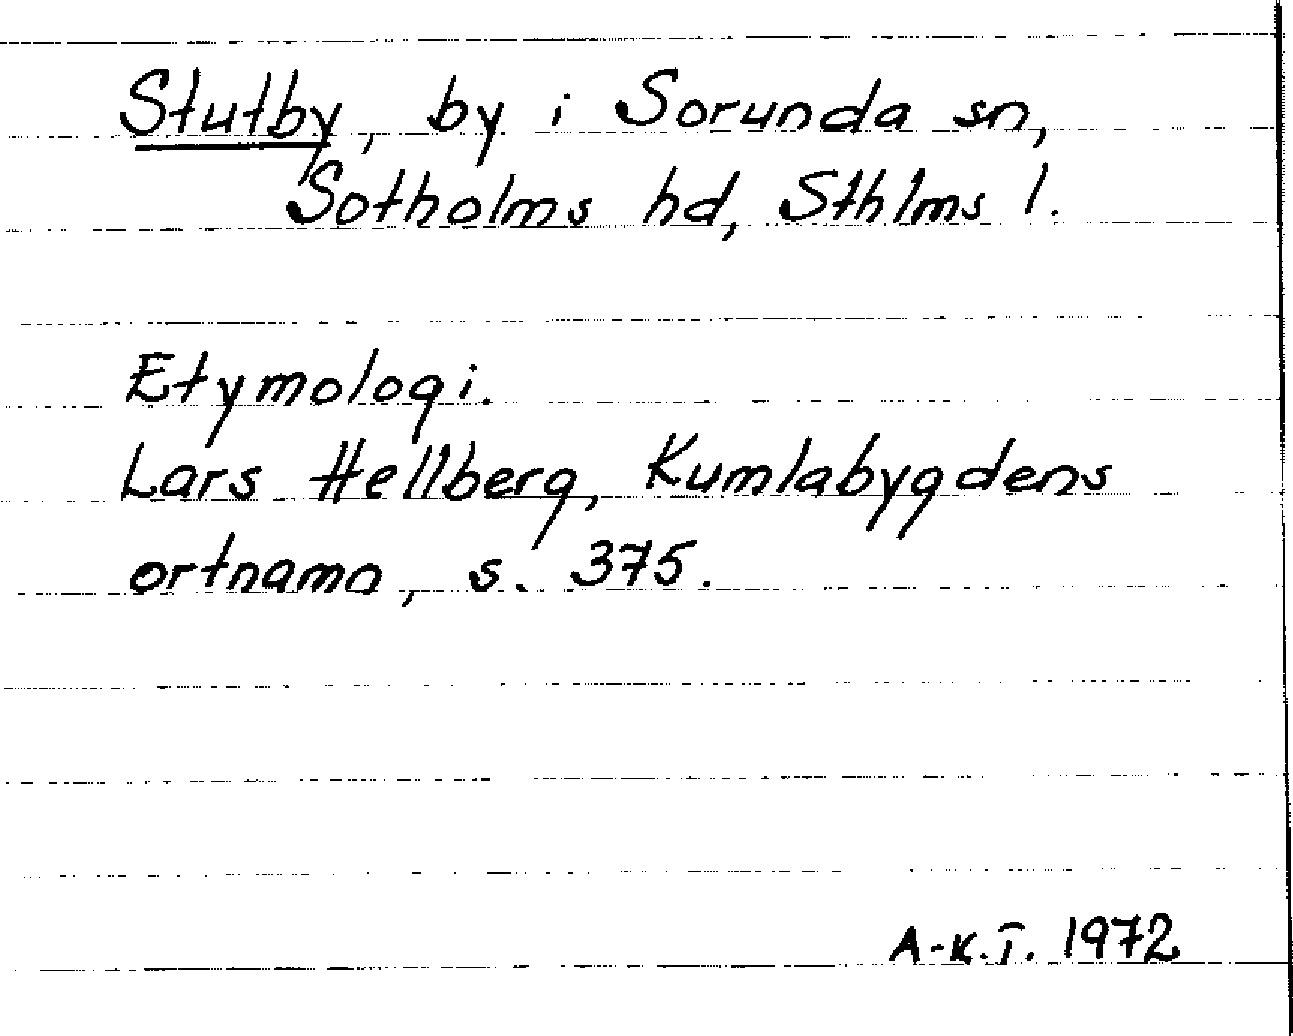 Stutby, by i Sorunda sn,
Sotholms hd, Sthlms l.
Etymologi.
Lars Hellberg, Kumlabygdens
ortnamn, s. 375.
A-K.T. 1972